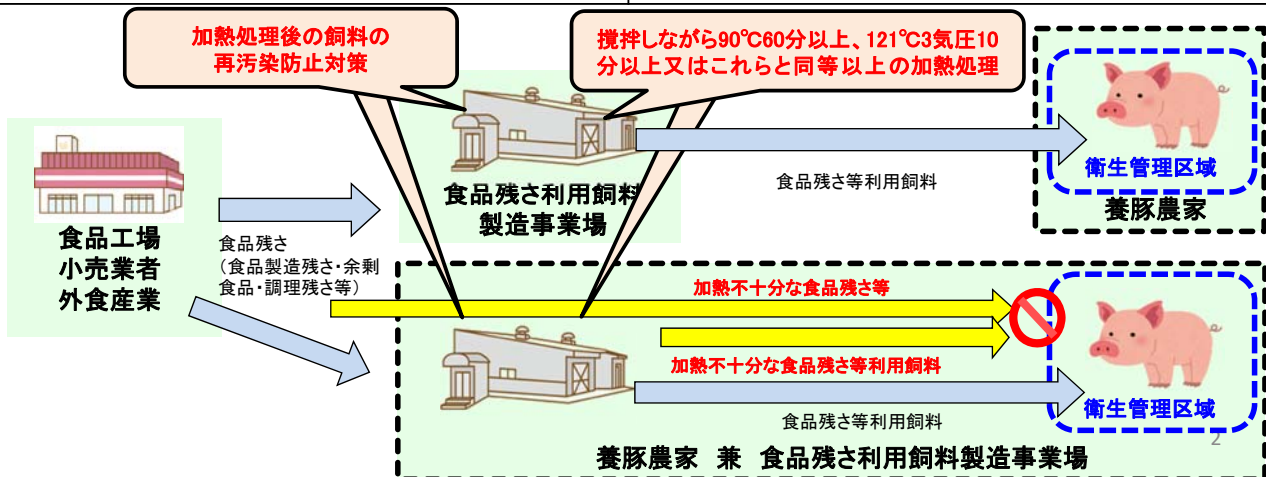 加熱処理後の飼料の
再汚染防止対策
撹拌しながら90℃60分以上、121℃3気圧10
分以上又はこれらと同等以上の加熱処理
食品工場
小売業者
外食産業
食品残さ
（食品製造残さ・余剰
食品・調理残さ等）
食品残さ利用飼料
製造事業場
食品残さ等利用飼料
衛生管理区域
養豚農家
加熱不十分な食品残さ等
加熱不十分な食品残さ等利用飼料
食品残さ等利用飼料
衛生管理区域
2
養豚農家 兼 食品残さ利用飼料製造事業場